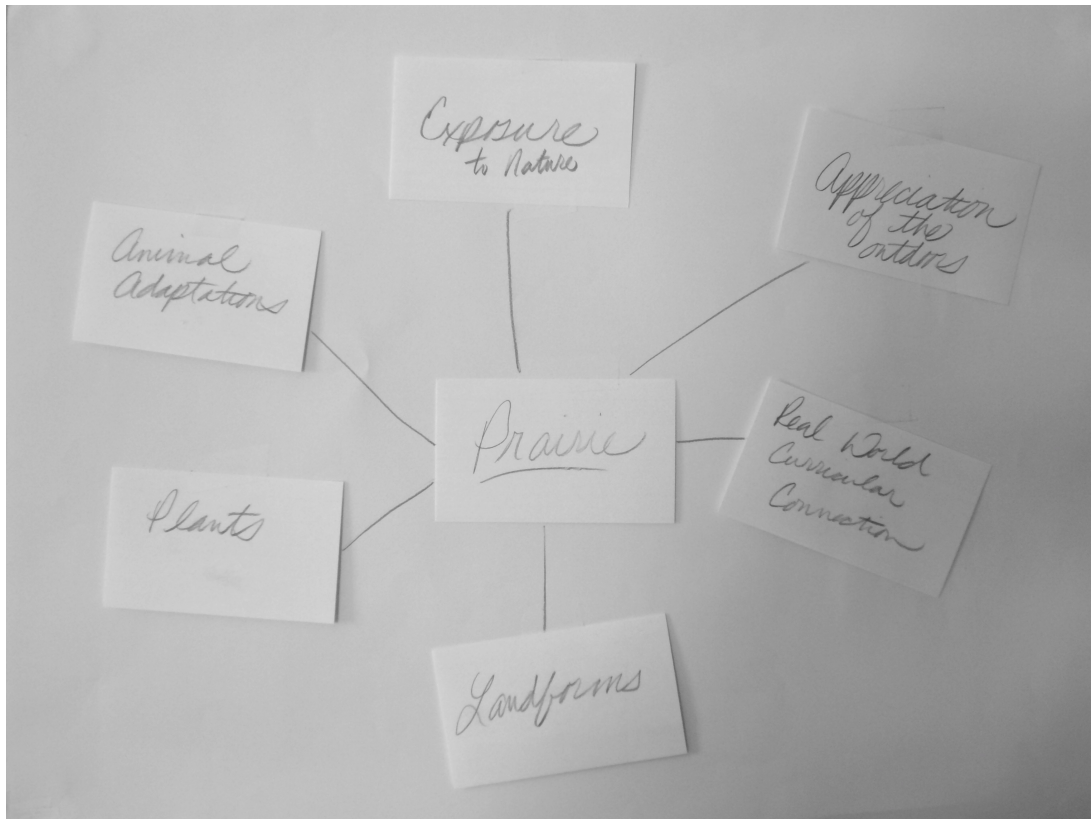 Exposure
to Nature
Appreciation
of the
outdoors
Animal
Adaptations
Prairie
Real World
Curricular
Connection
Plants
Landforms